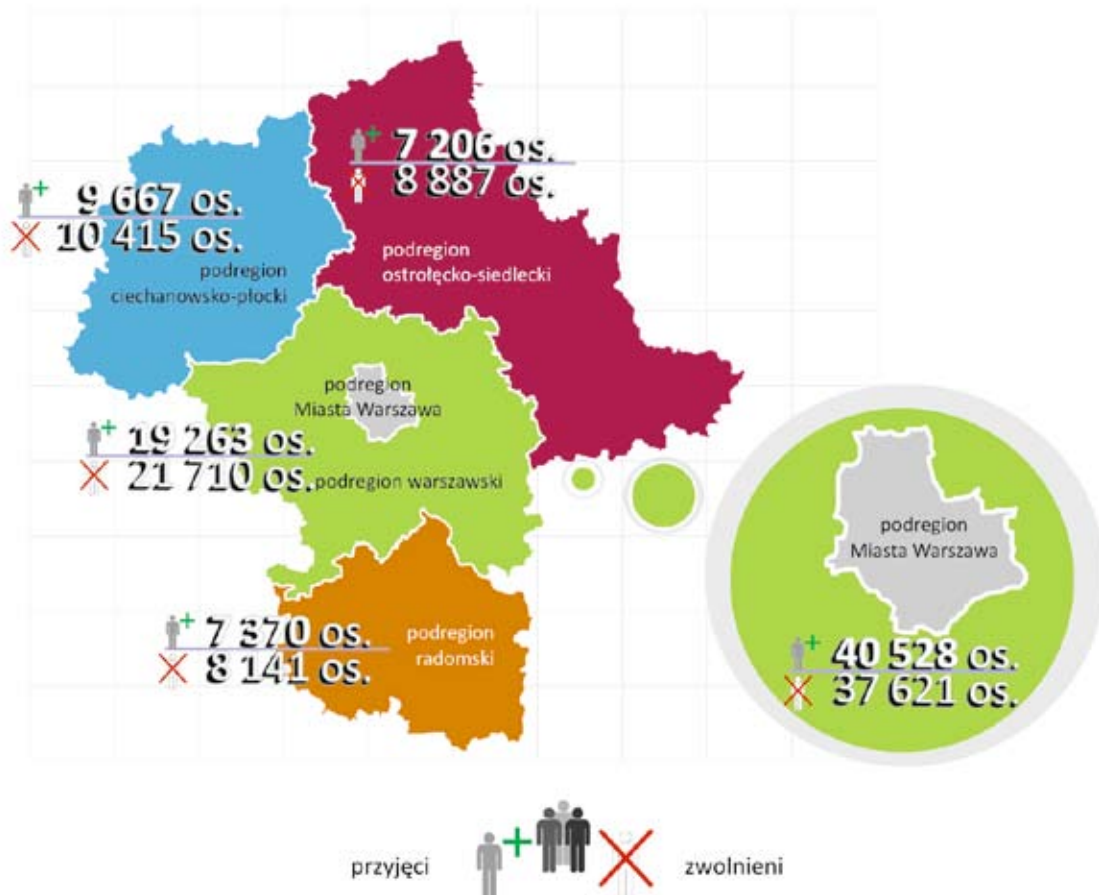 7 206 os.
8 887 os.
9 667 os.
10 415 os.
podregion
ciechanowsko-płocki
podregion
ostrołęcko-siedlecki
podregion
Miasta Warszawa
19 263 os.
21 710 os.
podregion warszawski
7 370 os.
8 141 os.
podregion
radomski
podregion
Miasta Warszawa
40 528 os.
37 621 os.
przyjęci
zwolnieni